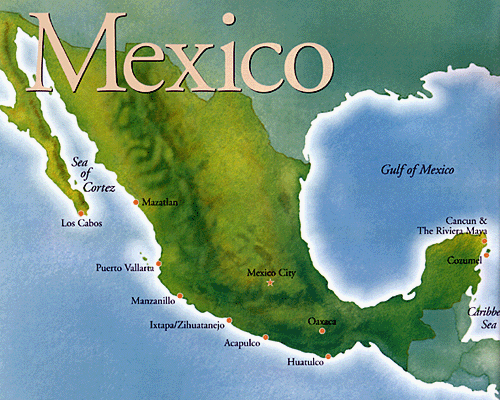 Mexico
Sea
of
Cortez
Gulf of Mexico
Mazatlan
Los Cabos
Cancun &
The Riviera Maya
Puerto Vallarta
Mexico City
Cozumel
Manzanillo
Ixtapa/Zihuatanejo
Oaxaca
Caribbe
Sea
Acapulco
Huatulco